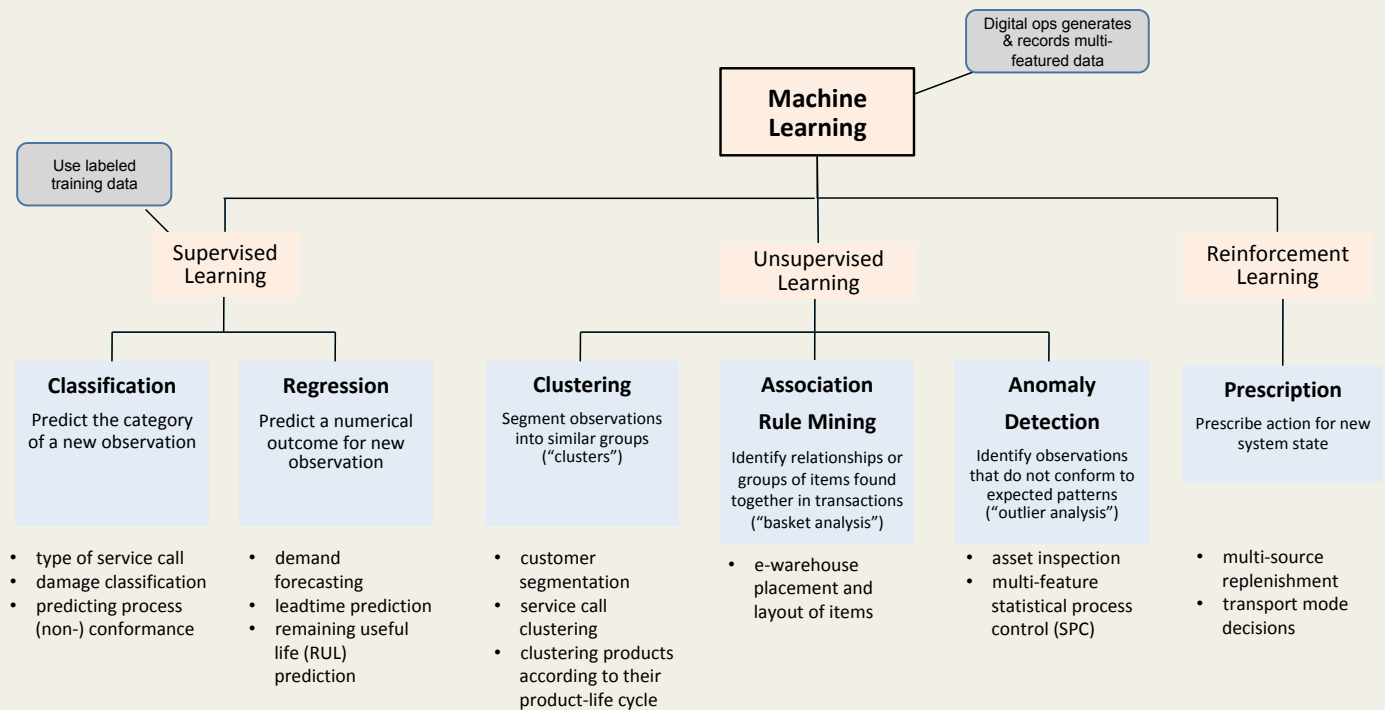 Digital ops generates
& records multi-
featured data
Machine
Learning
Use labeled
training data
Supervised
Learning
Unsupervised
Learning
Reinforcement
Learning
Classification
Predict the category
of a new observation
Regression
Predict a numerical
outcome for new
observation
Clustering
Segment observations
into similar groups
(“clusters”)
Association
Rule Mining
Identify relationships or
groups of items found
together in transactions
(“basket analysis”)
Anomaly
Detection
Identify observations
that do not conform to
expected patterns
(“outlier analysis”)
Prescription
Prescribe action for new
system state
• type of service call
• damage classification
• predicting process
(non-) conformance
• demand
forecasting
• leadtime prediction
• remaining useful
life (RUL)
prediction
• customer
segmentation
• service call
clustering
• clustering products
according to their
product-life cycle
• e-warehouse
placement and
layout of items
• asset inspection
• multi-feature
statistical process
control (SPC)
• multi-source
replenishment
• transport mode
decisions